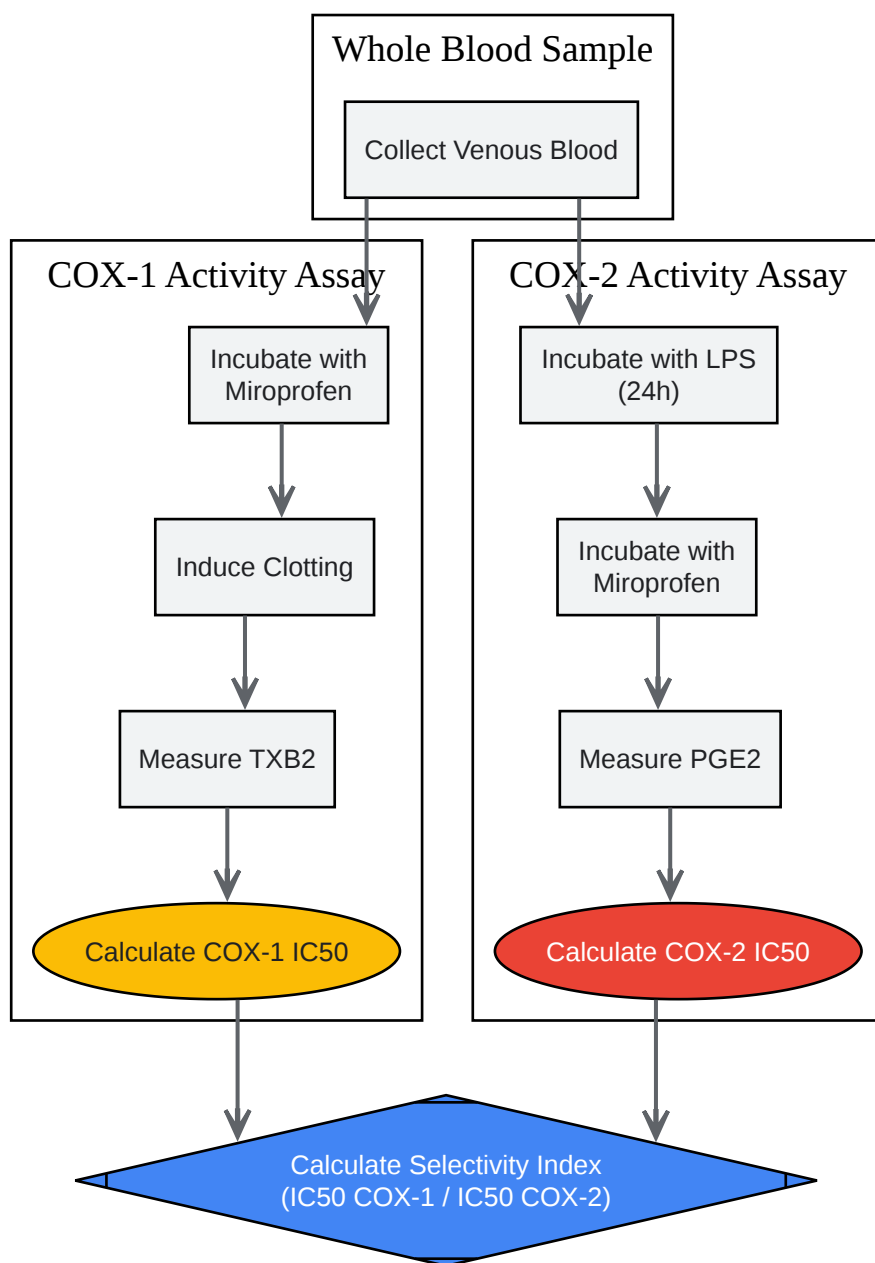 Whole Blood Sample
Collect Venous Blood
COX-1 Activity Assay
Incubate with
Miroprofen
Induce Clotting
Measure TXB2
Calculate COX-1 IC50
COX-2 Activity Assay
Incubate with LPS
(24h)
Incubate with
Miroprofen
Measure PGE2
Calculate COX-2 IC50
Calculate Selectivity Index
(IC50 COX-1 / IC50 COX-2)